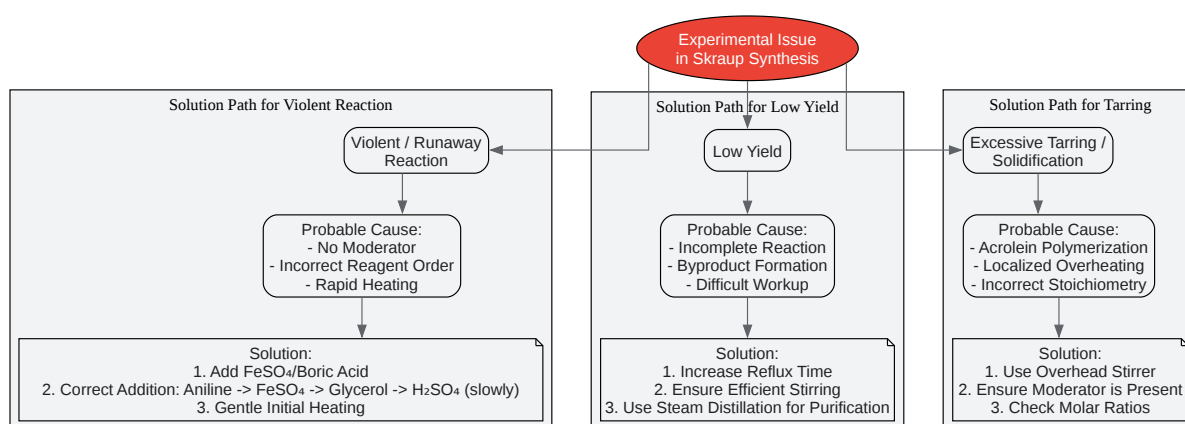 Experimental Issue
in Skraup Synthesis
Solution Path for Violent Reaction
Violent / Runaway
Reaction
Probable Cause:
- No Moderator
- Incorrect Reagent Order
- Rapid Heating
Solution:
1. Add FeSO₄/Boric Acid
2. Correct Addition: Aniline -> FeSO₄ -> Glycerol -> H₂SO₄ (slowly)
3. Gentle Initial Heating
Solution Path for Low Yield
Low Yield
Probable Cause:
- Incomplete Reaction
- Byproduct Formation
- Difficult Workup
Solution:
1. Increase Reflux Time
2. Ensure Efficient Stirring
3. Use Steam Distillation for Purification
Solution Path for Tarring
Excessive Tarring /
Solidification
Probable Cause:
- Acrolein Polymerization
- Localized Overheating
- Incorrect Stoichiometry
Solution:
1. Use Overhead Stirrer
2. Ensure Moderator is Present
3. Check Molar Ratios